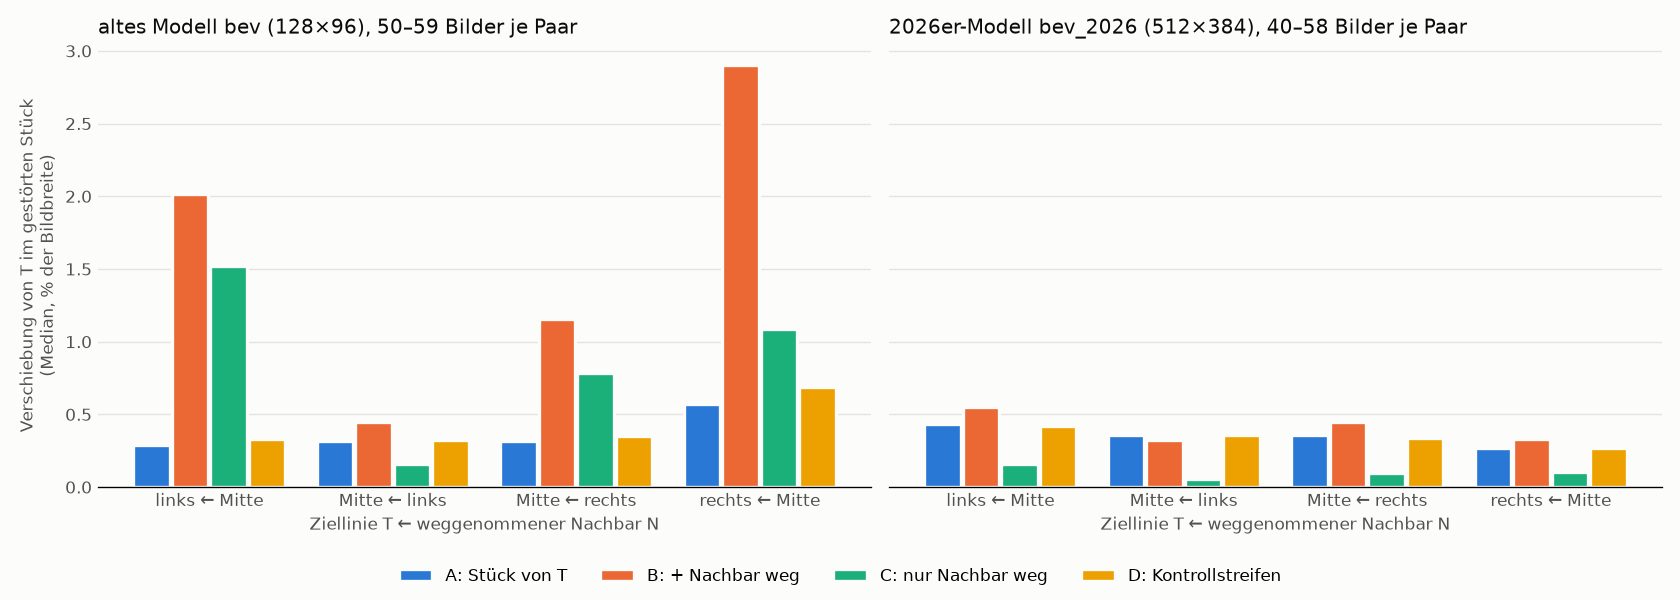 altes Modell bev (128×96), 50–59 Bilder je Paar
2026er-Modell bev_2026 (512×384), 40–58 Bilder je Paar
Verschiebung von T im gestörten Stück
(Median, % der Bildbreite)
3.0
2.5
2.0
1.5
1.0
0.5
0.0
links ← Mitte
Mitte ← links
Mitte ← rechts
rechts ← Mitte
links ← Mitte
Mitte ← links
Mitte ← rechts
rechts ← Mitte
Ziellinie T ← weggenommener Nachbar N
Ziellinie T ← weggenommener Nachbar N
A: Stück von T
B: + Nachbar weg
C: nur Nachbar weg
D: Kontrollstreifen